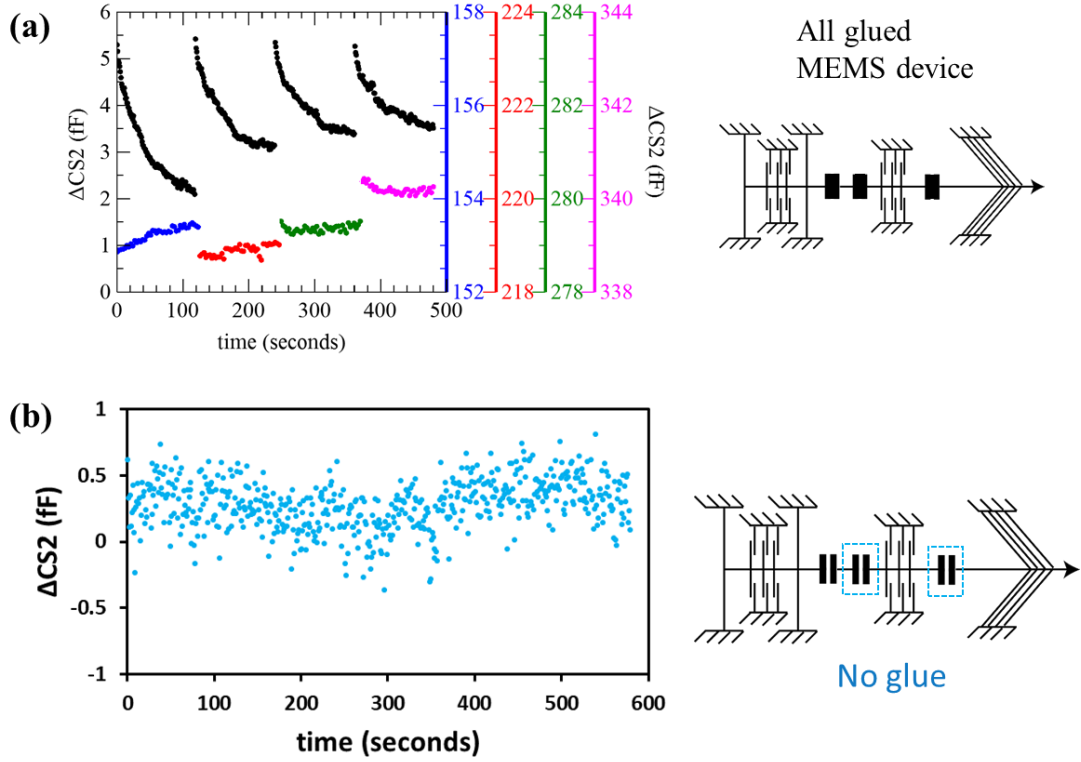 (a)
6
5
4
3
2
1
0
ΔCS2 (fF)
0 100 200 300 400 500
time (seconds)
158
156
154
152
224
222
220
218
284
282
280
278
344
342
340
338
ΔCS2 (fF)
All glued
MEMS device
(b)
1
0.5
0
-0.5
-1
ΔCS2 (fF)
0 100 200 300 400 500 600
time (seconds)
No glue